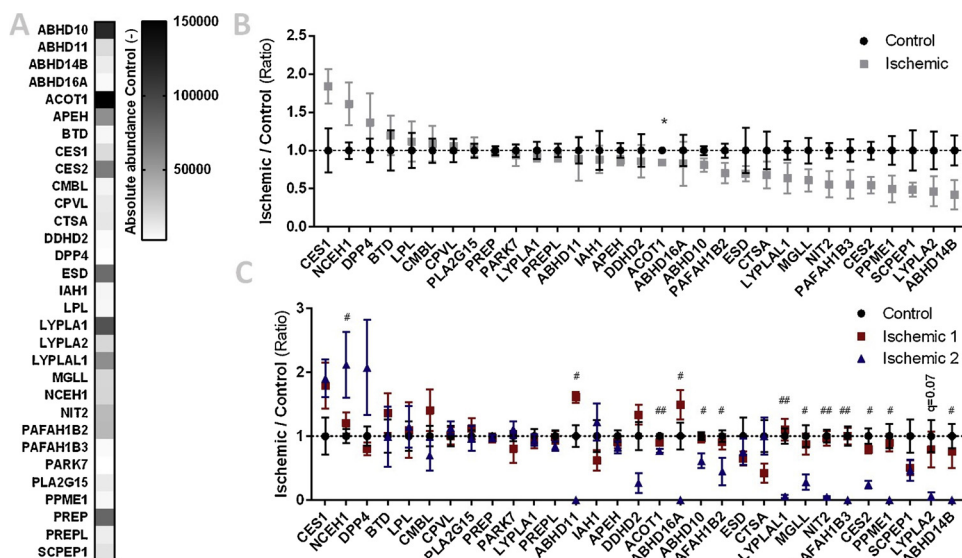 A
ABHD10
ABHD11
ABHD14B
ABHD16A
ACOT1
APEH
BTD
CES1
CES2
CMBL
CPVL
CTSA
DDHD2
DPP4
ESD
IAH1
LPL
LYPLA1
LYPLA2
LYPLAL1
MGLL
NCEH1
NIT2
PAFAH1B2
PAFAH1B3
PARK7
PLA2G15
PPME1
PREP
PREPL
SCPEP1
150000
100000
50000
Absolute abundance Control (-)
B
Ischemic / Control (Ratio)
2.5
2.0
1.5
1.0
0.5
0.0
Control
Ischemic
*
CES1
NCEH1
DPP4
BTD
LPL
CMBL
CPVL
PLA2G15
PREP
PARK7
LYPLA1
PREPL
ABHD11
IAH1
APEH
DDHD2
ACOT1
ABHD16A
ABHD10
PAFAH1B2
ESD
CTSA
LYPLAL1
MGLL
NIT2
PAFAH1B3
CES2
PPME1
SCPEP1
LYPLA2
ABHD14B
C
Ischemic / Control (Ratio)
3
2
1
0
Control
Ischemic 1
Ischemic 2
#
#
##
#
#
#
##
#
##
##
#
#
q=0.07
#
CES1
NCEH1
DPP4
BTD
LPL
CMBL
CPVL
PLA2G15
PREP
PARK7
LYPLA1
PREPL
ABHD11
IAH1
APEH
DDHD2
ACOT1
ABHD16A
ABHD10
PAFAH1B2
ESD
CTSA
LYPLAL1
MGLL
NIT2
PAFAH1B3
CES2
PPME1
SCPEP1
LYPLA2
ABHD14B